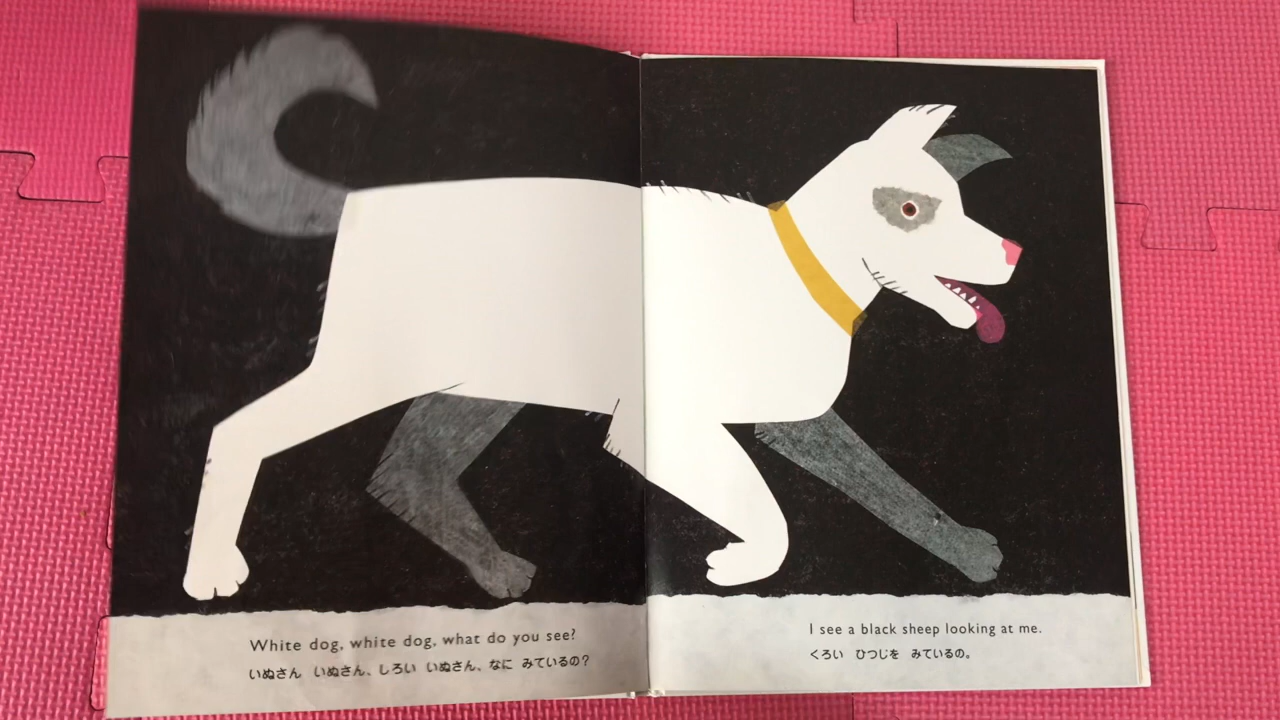 White dog, white dog, what do you see?
いぬさん いぬさん、しろい いぬさん、なに みているの?
I see a black sheep looking at me.
くろい ひつじを みているの。